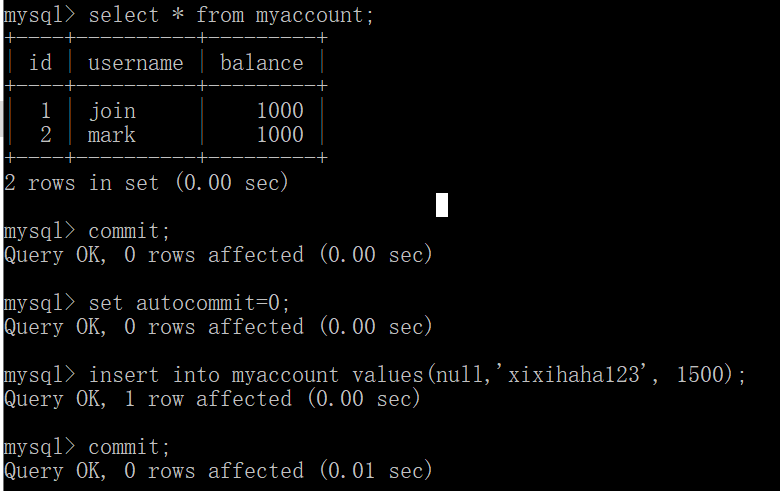 mysql> select * from myaccount;
+----+----------+---------+
| id | username | balance |
+----+----------+---------+
|  1 | join     |    1000 |
|  2 | mark     |    1000 |
+----+----------+---------+
2 rows in set (0.00 sec)
mysql> commit;
Query OK, 0 rows affected (0.00 sec)
mysql> set autocommit=0;
Query OK, 0 rows affected (0.00 sec)
mysql> insert into myaccount values(null,'xixihaha123', 1500);
Query OK, 1 row affected (0.00 sec)
mysql> commit;
Query OK, 0 rows affected (0.01 sec)